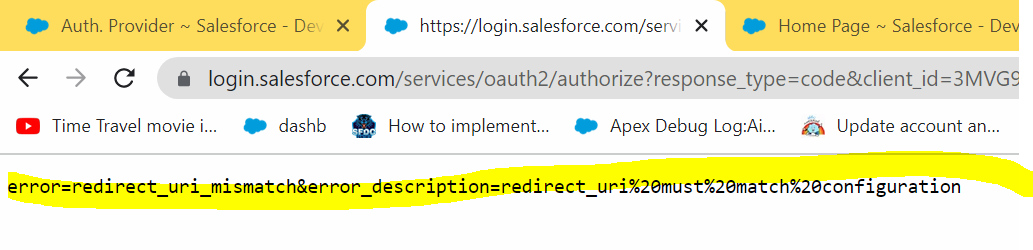 Auth. Provider ~ Salesforce - Dev
https://login.salesforce.com/servi
Home Page ~ Salesforce - Dev
login.salesforce.com/services/oauth2/authorize?response_type=code&client_id=3MVG9
Time Travel movie i... dashb How to implement... Apex Debug Log:Ai... Update account an...
error=redirect_uri_mismatch&error_description=redirect_uri%20must%20match%20configuration